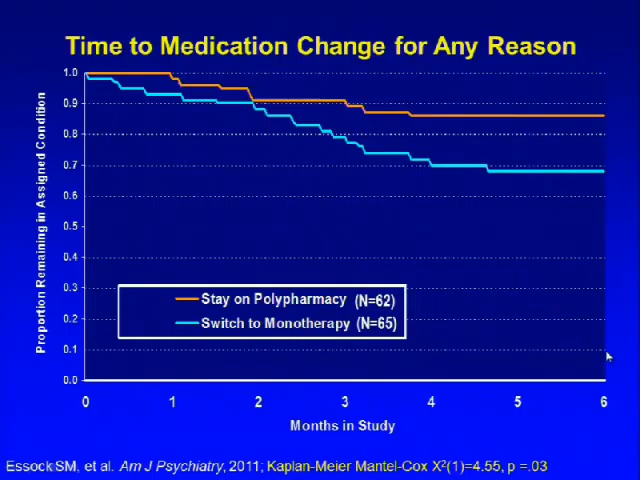 Time to Medication Change for Any Reason
Proportion Remaining in Assigned Condition
1.0
0.9
0.8
0.7
0.6
0.5
0.4
0.3
0.2
0.1
0.0
Stay on Polypharmacy (N=62)
Switch to Monotherapy (N=65)
0 1 2 3 4 5 6
Months in Study
Essock SM, et al. Am J Psychiatry, 2011; Kaplan-Meier Mantel-Cox X²(1)=4.55, p =.03